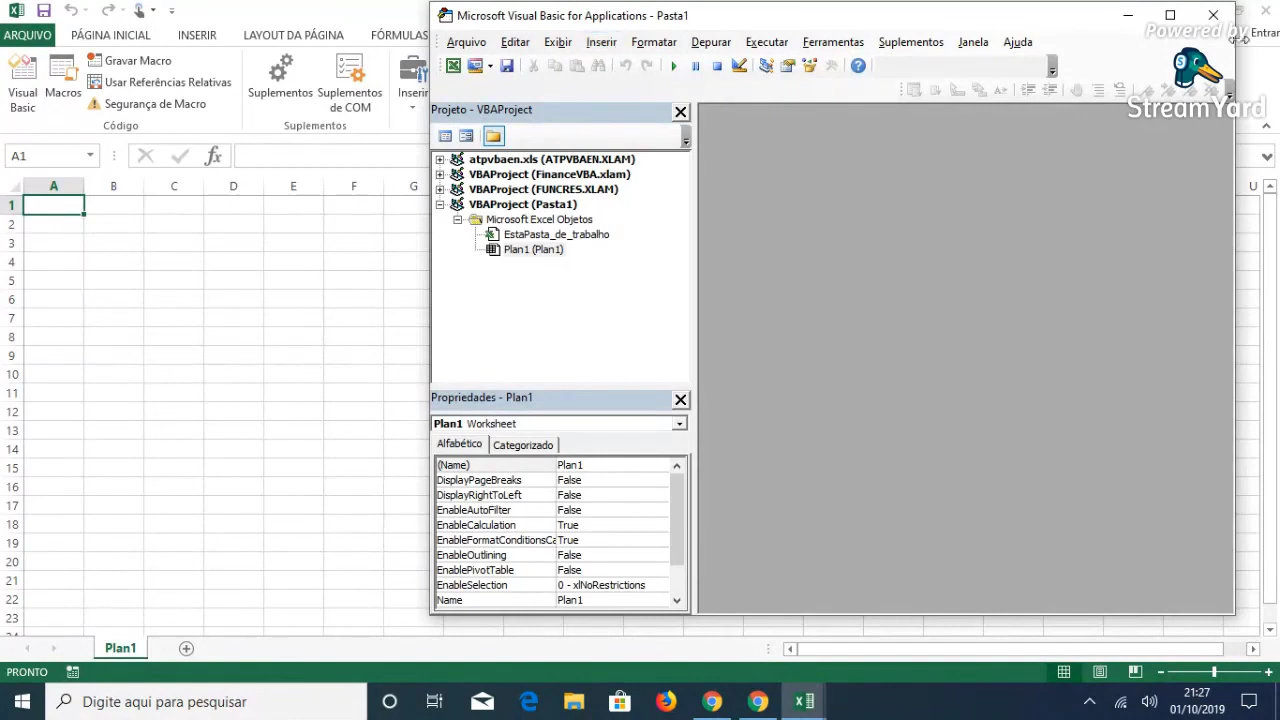 ARQUIVO
PÁGINA INICIAL
INSERIR
LAYOUT DA PÁGINA
FÓRMULAS
Entrar
Visual Basic
Macros
Gravar Macro
Usar Referências Relativas
Segurança de Macro
Código
Suplementos
Suplementos de COM
Suplementos
Inserir
A1
A B C D E F G U
1
2
3
4
5
6
7
8
9
10
11
12
13
14
15
16
17
18
19
20
21
22
23
Microsoft Visual Basic for Applications - Pasta1
Arquivo Editar Exibir Inserir Formatar Depurar Executar Ferramentas Suplementos Janela Ajuda
Powered by
StreamYard
Projeto - VBAProject
atpvbaen.xls (ATPVBAEN.XLAM)
VBAProject (FinanceVBA.xlam)
VBAProject (FUNCRES.XLAM)
VBAProject (Pasta1)
Microsoft Excel Objetos
EstaPasta_de_trabalho
Plan1 (Plan1)
Propriedades - Plan1
Plan1 Worksheet
Alfabético Categorizado
(Name) Plan1
DisplayPageBreaks False
DisplayRightToLeft False
EnableAutoFilter False
EnableCalculation True
EnableFormatConditionsCa True
EnableOutlining False
EnablePivotTable False
EnableSelection 0 - xlNoRestrictions
Name Plan1
Plan1
PRONTO
Digite aqui para pesquisar
21:27
01/10/2019